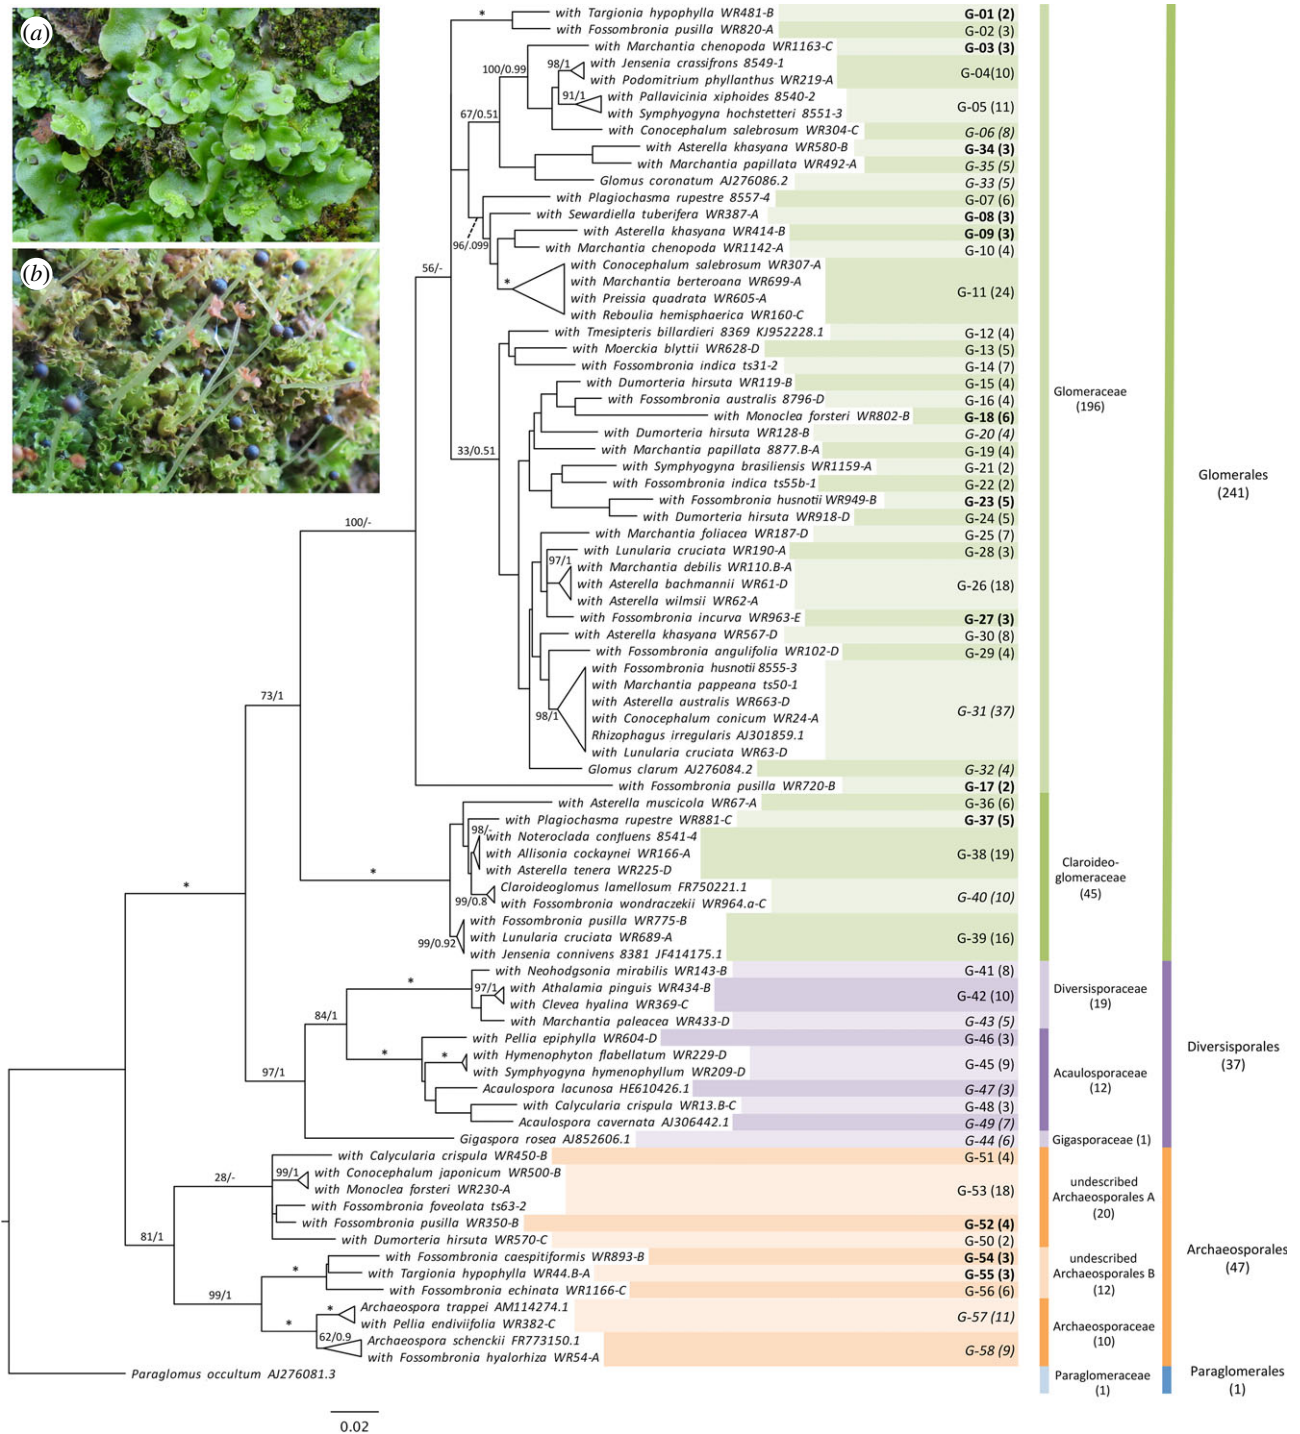 (a)
(b)
* with Targionia hypophylla WR481-B G-01 (2)
with Fossombronia pusilla WR820-A G-02 (3)
with Marchantia chenopoda WR1163-C G-03 (3)
100/0.99 98/1 with Jensenia crassifrons 8549-1
with Podomitrium phyllanthus WR219-A G-04(10)
91/1 with Pallavicinia xiphoides 8540-2
with Symphyogyna hochstetteri 8551-3 G-05 (11)
67/0.51
with Conocephalum salebrosum WR304-C G-06 (8)
with Asterella khasyana WR580-B G-34 (3)
with Marchantia papillata WR492-A G-35 (5)
Glomus coronatum AJ276086.2 G-33 (5)
with Plagiochasma rupestre 8557-4 G-07 (6)
with Sewardiella tuberifera WR387-A G-08 (3)
with Asterella khasyana WR414-B G-09 (3)
96/.099 with Marchantia chenopoda WR1142-A G-10 (4)
56/- with Conocephalum salebrosum WR307-A
* with Marchantia berteroana WR699-A
with Preissia quadrata WR605-A G-11 (24)
with Reboulia hemisphaerica WR160-C
with Tmesipteris billardieri 8369 KJ952228.1 G-12 (4)
with Moerckia blyttii WR628-D G-13 (5)
with Fossombronia indica ts31-2 G-14 (7)
with Dumorteria hirsuta WR119-B G-15 (4)
with Fossombronia australis 8796-D G-16 (4)
with Monoclea forsteri WR802-B G-18 (6)
with Dumorteria hirsuta WR128-B G-20 (4)
33/0.51 with Marchantia papillata 8877.B-A G-19 (4)
with Symphyogyna brasiliensis WR1159-A G-21 (2)
with Fossombronia indica ts55b-1 G-22 (2)
with Fossombronia husnotii WR949-B G-23 (5)
with Dumorteria hirsuta WR918-D G-24 (5)
100/- with Marchantia foliacea WR187-D G-25 (7)
with Lunularia cruciata WR190-A G-28 (3)
97/1 with Marchantia debilis WR110.B-A
with Asterella bachmannii WR61-D G-26 (18)
with Asterella wilmsii WR62-A
with Fossombronia incurva WR963-E G-27 (3)
with Asterella khasyana WR567-D G-30 (8)
with Fossombronia angulifolia WR102-D G-29 (4)
with Fossombronia husnotii 8555-3
with Marchantia pappeana ts50-1
73/1 with Asterella australis WR663-D
98/1 with Conocephalum conicum WR24-A G-31 (37)
Rhizophagus irregularis AJ301859.1
with Lunularia cruciata WR63-D
Glomus clarum AJ276084.2 G-32 (4)
with Fossombronia pusilla WR720-B G-17 (2)
with Asterella muscicola WR67-A G-36 (6)
with Plagiochasma rupestre WR881-C G-37 (5)
98/- with Noteroclada confluens 8541-4
with Allisonia cockaynei WR166-A G-38 (19)
* with Asterella tenera WR225-D
* Claroideoglomus lamellosum FR750221.1
99/0.8 with Fossombronia wondraczekii WR964.a-C G-40 (10)
with Fossombronia pusilla WR775-B
99/0.92 with Lunularia cruciata WR689-A G-39 (16)
with Jensenia connivens 8381 JF414175.1
with Neohodgsonia mirabilis WR143-B G-41 (8)
* 97/1 with Athalamia pinguis WR434-B
with Clevea hyalina WR369-C G-42 (10)
84/1 with Marchantia paleacea WR433-D G-43 (5)
with Pellia epiphylla WR604-D G-46 (3)
* * with Hymenophyton flabellatum WR229-D
with Symphyogyna hymenophyllum WR209-D G-45 (9)
97/1 Acaulospora lacunosa HE610426.1 G-47 (3)
with Calycularia crispula WR13.B-C G-48 (3)
Acaulospora cavernata AJ306442.1 G-49 (7)
Gigaspora rosea AJ852606.1 G-44 (6)
with Calycularia crispula WR450-B G-51 (4)
28/- 99/1 with Conocephalum japonicum WR500-B
with Monoclea forsteri WR230-A G-53 (18)
with Fossombronia foveolata ts63-2
with Fossombronia pusilla WR350-B G-52 (4)
81/1 with Dumorteria hirsuta WR570-C G-50 (2)
with Fossombronia caespitiformis WR893-B G-54 (3)
* with Targionia hypophylla WR44.B-A G-55 (3)
with Fossombronia echinata WR1166-C G-56 (6)
99/1 * Archaeospora trappei AM114274.1
* with Pellia endiviifolia WR382-C G-57 (11)
62/0.9 Archaeospora schenckii FR773150.1
with Fossombronia hyalorhiza WR54-A G-58 (9)
Paraglomus occultum AJ276081.3
0.02
Glomeraceae
(196)
Claroideo-
glomeraceae
(45)
Diversisporaceae
(19)
Acaulosporaceae
(12)
Gigasporaceae (1)
undescribed
Archaeosporales A
(20)
undescribed
Archaeosporales B
(12)
Archaeosporaceae
(10)
Paraglomeraceae
(1)
Glomerales
(241)
Diversisporales
(37)
Archaeosporales
(47)
Paraglomerales
(1)